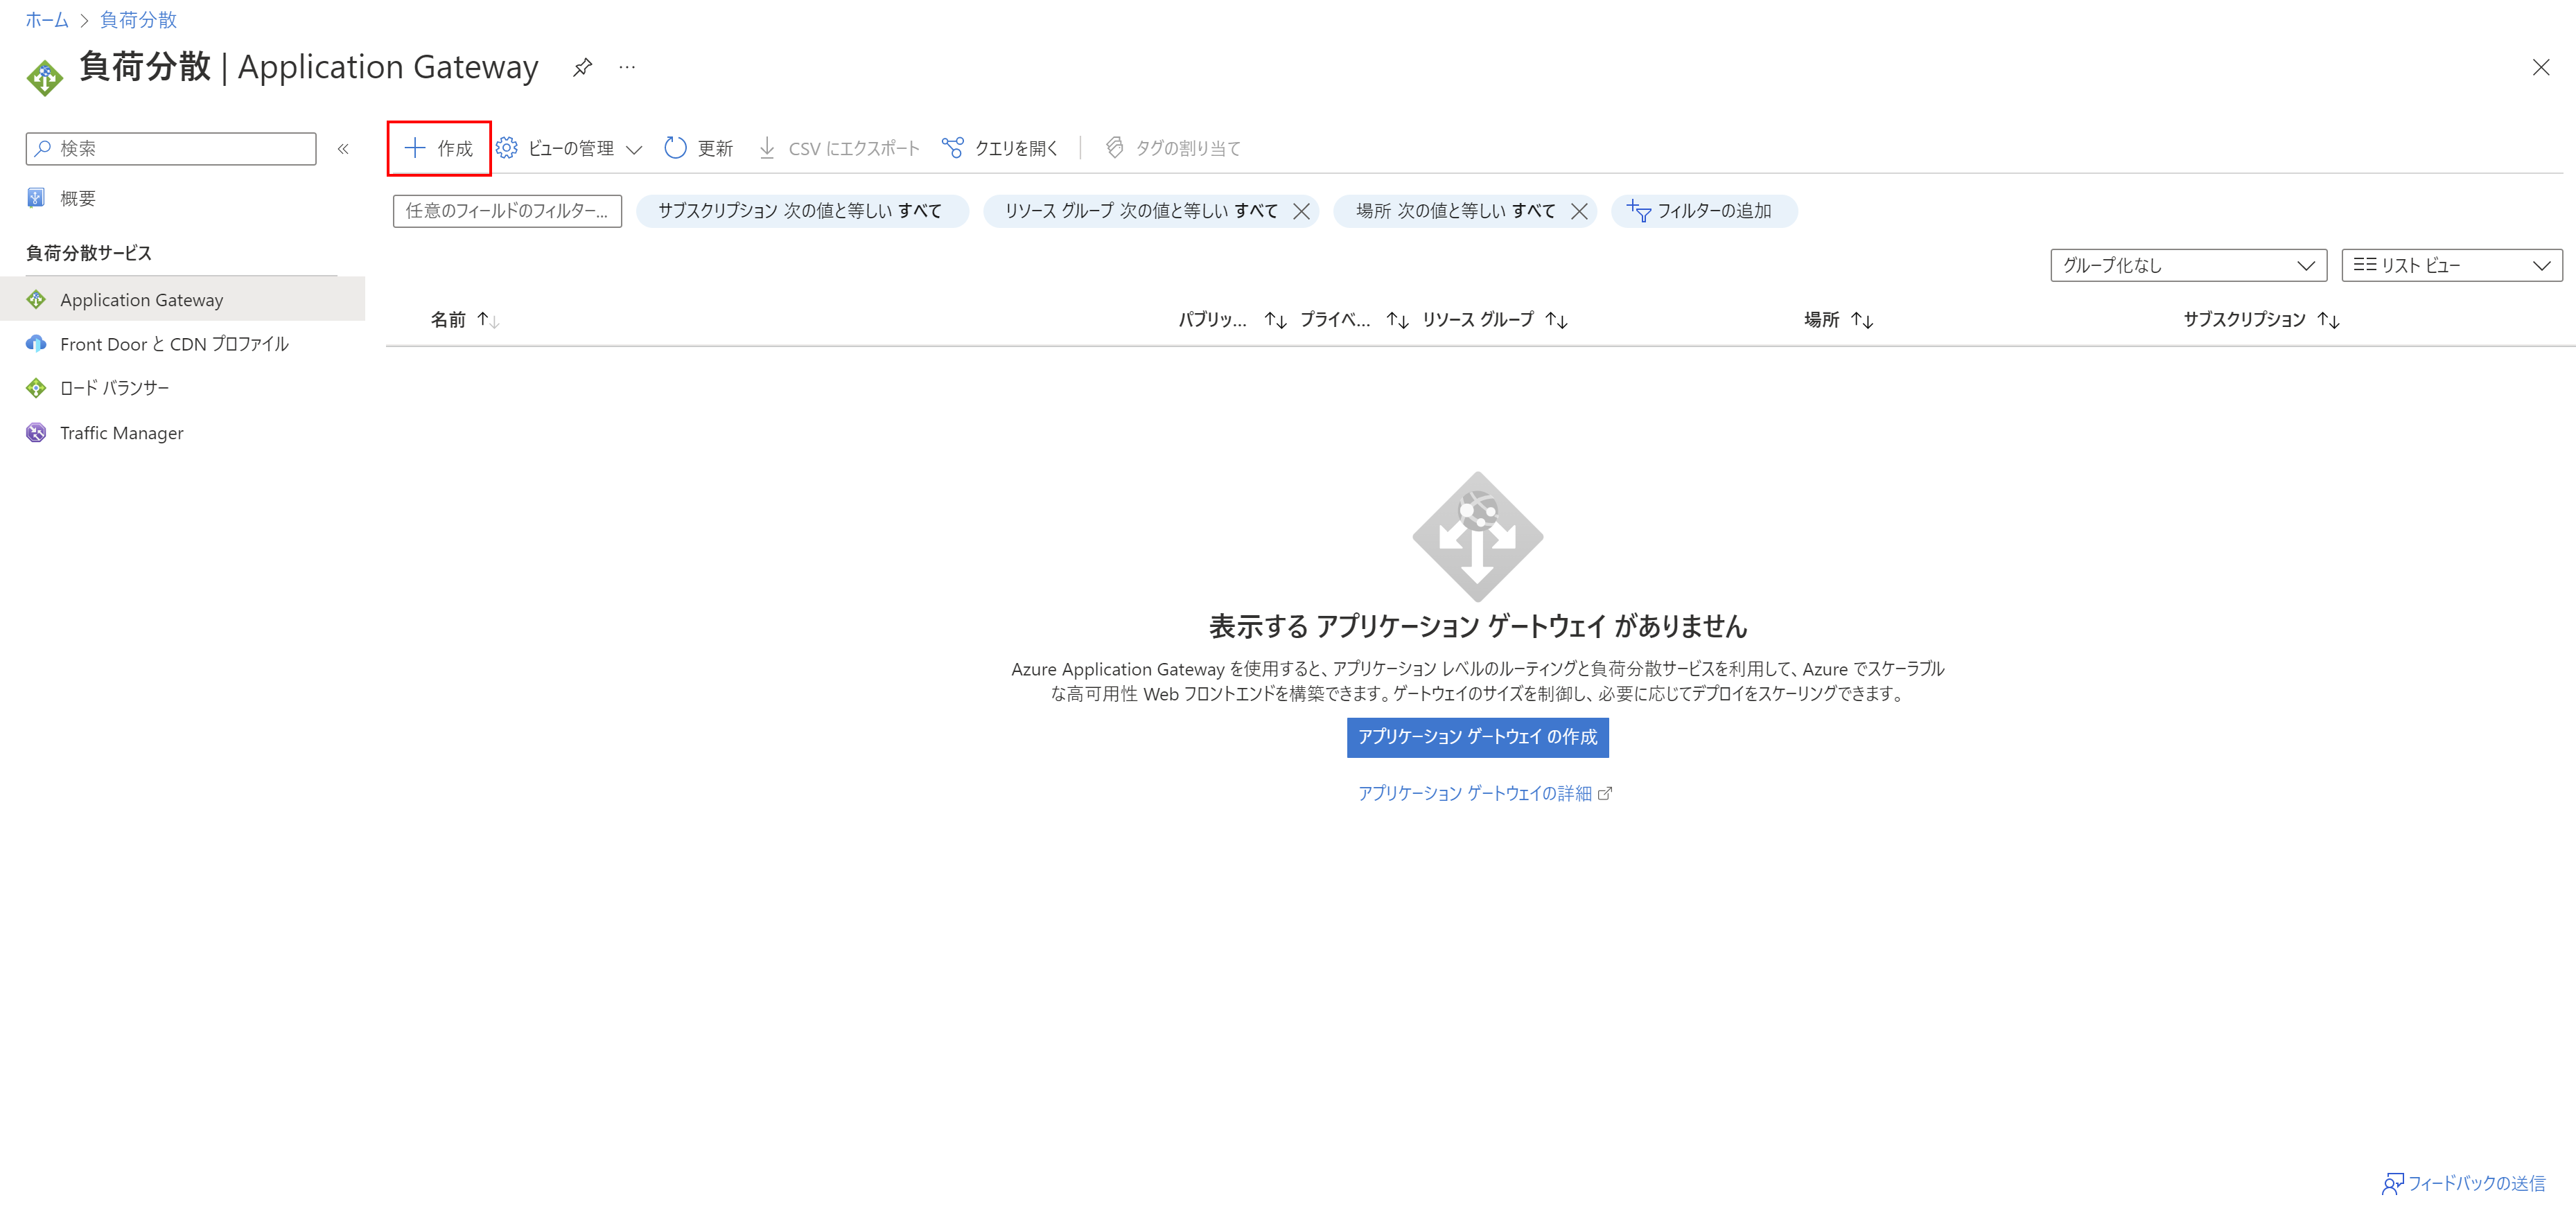 ホーム > 負荷分散
負荷分散 | Application Gateway
検索
概要
負荷分散サービス
Application Gateway
Front Door と CDN プロファイル
ロード バランサー
Traffic Manager
作成 ビューの管理 更新 CSV にエクスポート クエリを開く タグの割り当て
任意のフィールドのフィルター... サブスクリプション 次の値と等しい すべて リソース グループ 次の値と等しい すべて 場所 次の値と等しい すべて フィルターの追加
グループ化なし リスト ビュー
名前 パブリッ... プライベ... リソース グループ 場所 サブスクリプション
表示する アプリケーション ゲートウェイ がありません
Azure Application Gateway を使用すると、アプリケーション レベルのルーティングと負荷分散サービスを利用して、Azure でスケーラブル
な高可用性 Web フロントエンドを構築できます。ゲートウェイのサイズを制御し、必要に応じてデプロイをスケーリングできます。
アプリケーション ゲートウェイ の作成
アプリケーション ゲートウェイの詳細
フィードバックの送信